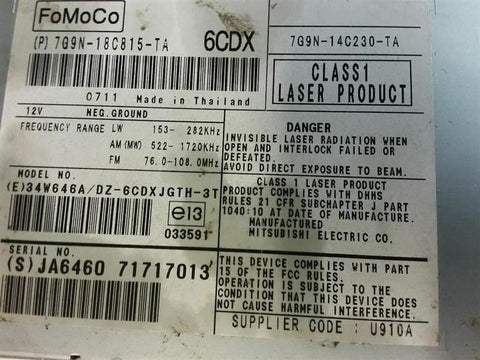 FoMoCo
(P) 7G9N-18C815-TA
6CDX
7G9N-14C230-TA
0711 Made in Thailand
CLASS1
LASER PRODUCT
12V NEG.GROUND
FREQUENCY RANGE LW 153- 282KHz
AM(MW) 522- 1720KHz
FM 76.0-108.0MHz
MODEL NO.
(E)34W646A/DZ-6CDXJGTH-3T
e13
033591
SERIAL NO.
(S)JA6460 71717013
DANGER
INVISIBLE LASER RADIATION WHEN
OPEN AND INTERLOCK FAILED OR
DEFEATED.
AVOID DIRECT EXPOSURE TO BEAM.
CLASS 1 LASER PRODUCT
PRODUCT COMPLIES WITH DHHS
RULES 21 CFR SUBCHAPTER J PART
1040:10 AT DATE OF MANUFACTURE.
MANUFACTURED
MITSUBISHI ELECTRIC CO.
THIS DEVICE COMPLIES WITH PART
15 OF THE FCC RULES.
OPERATION IS SUBJECT TO THE
CONDITION THAT THIS DEVICE DOES
NOT CAUSE HARMFUL INTERFERENCE.
SUPPLIER CODE : U910A